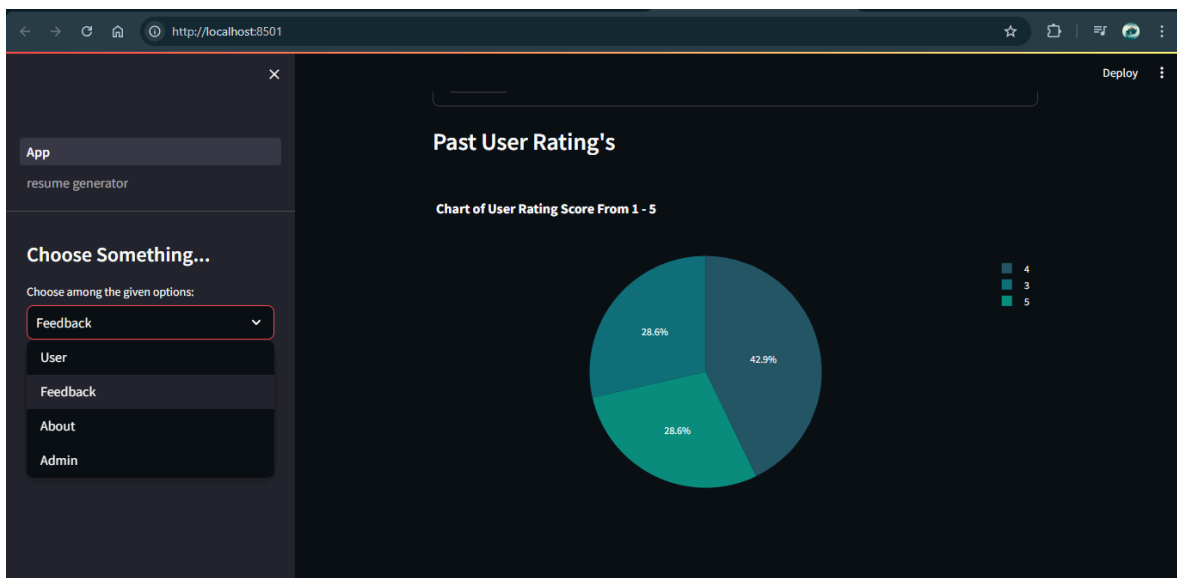 http://localhost:8501
Deploy
App
resume generator
Choose Something...
Choose among the given options:
Feedback
User
Feedback
About
Admin
Past User Rating's
Chart of User Rating Score From 1 - 5
28.6%
42.9%
28.6%
4
3
5